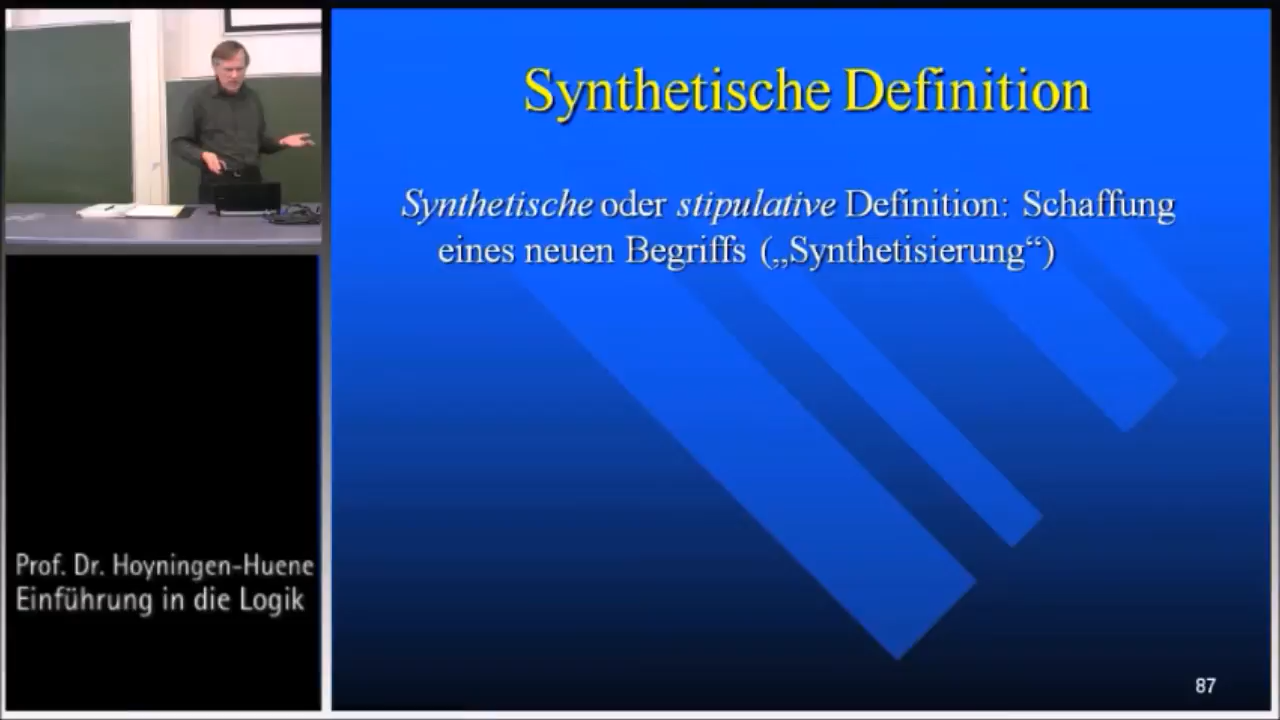 Synthetische Definition
Synthetische oder stipulative Definition: Schaffung
eines neuen Begriffs („Synthetisierung“)
Prof. Dr. Hoyningen-Huene
Einführung in die Logik
87